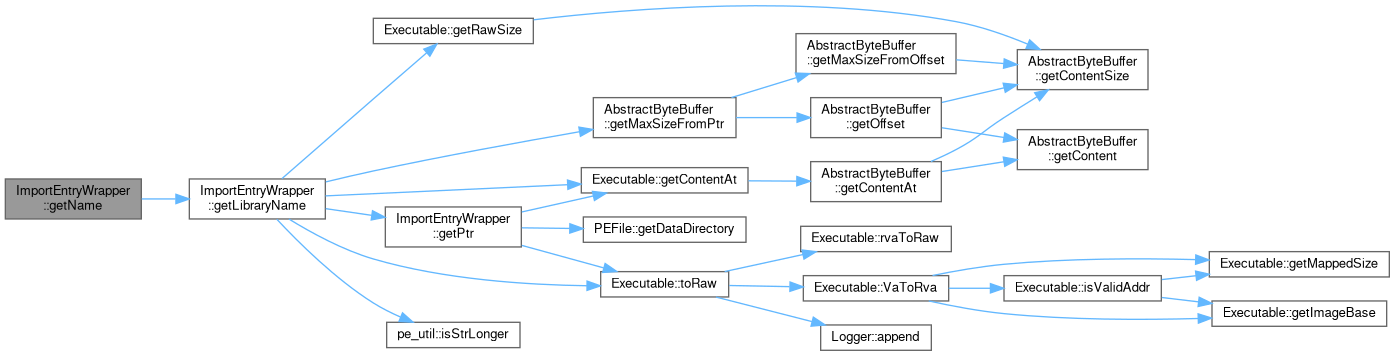 ImportEntryWrapper
::getName
ImportEntryWrapper
::getLibraryName
Executable::getRawSize
AbstractByteBuffer
::getMaxSizeFromPtr
Executable::getContentAt
ImportEntryWrapper
::getPtr
PEFile::getDataDirectory
Executable::toRaw
pe_util::isStrLonger
AbstractByteBuffer
::getMaxSizeFromOffset
AbstractByteBuffer
::getOffset
AbstractByteBuffer
::getContentAt
Executable::rvaToRaw
Executable::VaToRva
Logger::append
AbstractByteBuffer
::getContentSize
AbstractByteBuffer
::getContent
Executable::isValidAddr
Executable::getMappedSize
Executable::getImageBase